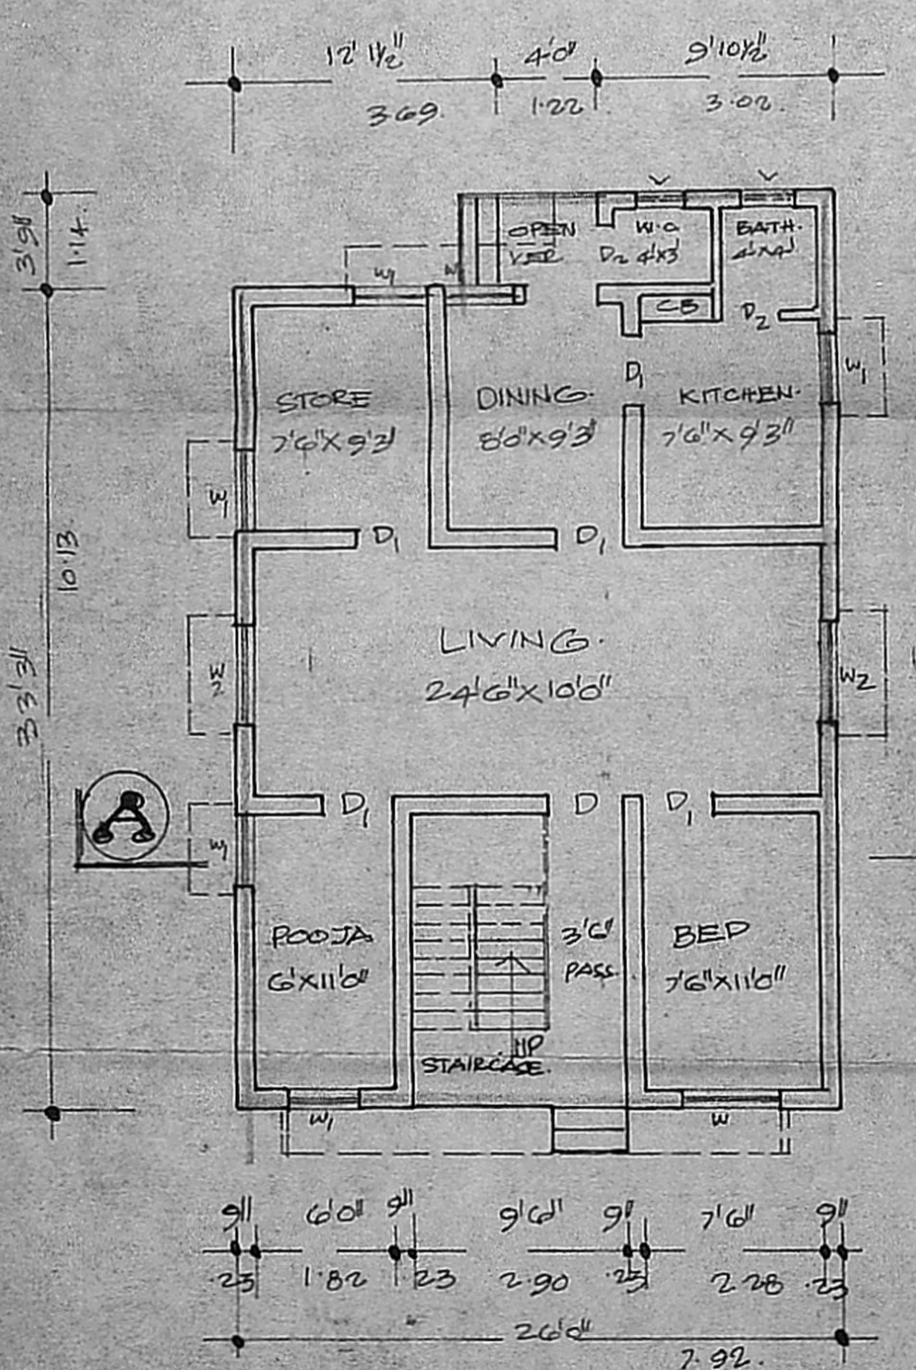 12' 1½" 4'0" 9'10½"
3.69. 1.22 3.02.
3'9"
1.14.
OPEN W.C BATH.
VER D2 4'x3' 4'x4'
W1 W
CB D2
D1 W1
STORE DINING. KITCHEN.
7'6"X9'3" 8'0"X9'3" 7'6"X9'3"
W1
D1 D1
10.13
33'3"
LIVING.
24'6"X10'0"
W2 W2
A
D1 D D1
W1
POOJA 3'6" BED
6'X11'0" PASS. 7'6"X11'0"
UP
STAIRCASE.
W1 W
9" 6'0" 9" 9'6" 9" 7'6" 9"
.23 1.82 .23 2.90 .23 2.28 .23
26'0"
7.92.